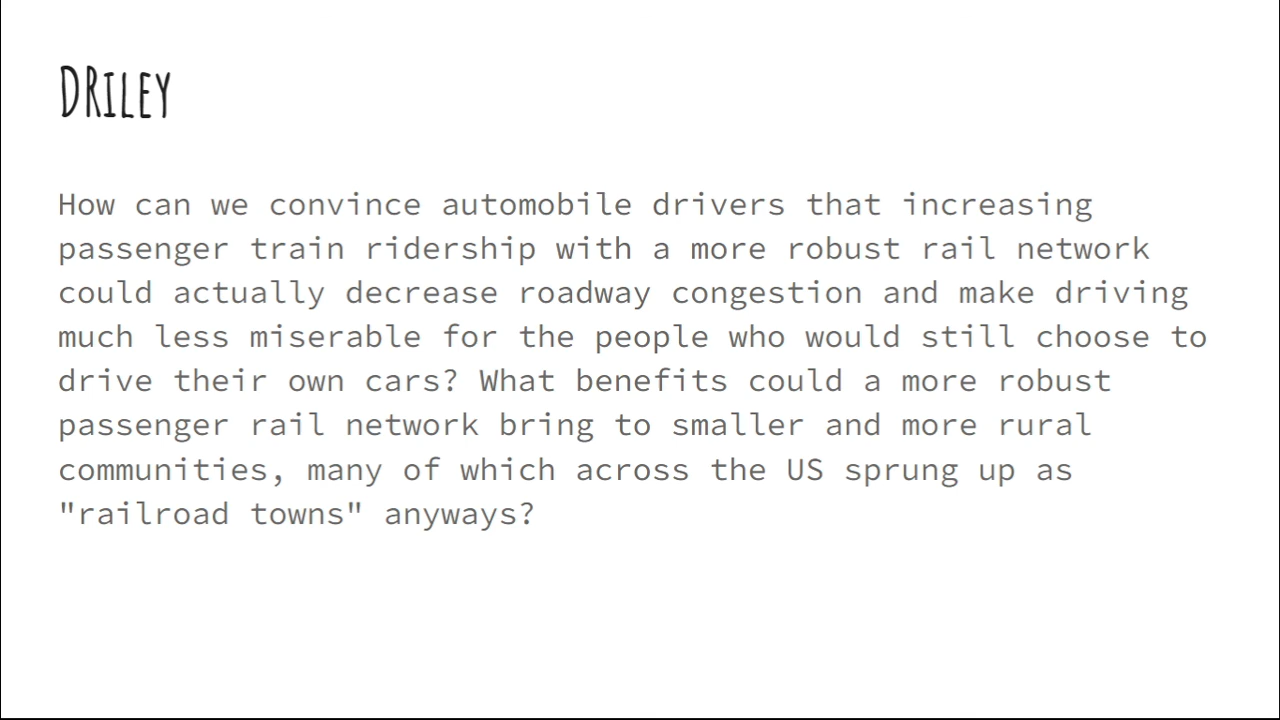 DRiley
How can we convince automobile drivers that increasing
passenger train ridership with a more robust rail network
could actually decrease roadway congestion and make driving
much less miserable for the people who would still choose to
drive their own cars? What benefits could a more robust
passenger rail network bring to smaller and more rural
communities, many of which across the US sprung up as
"railroad towns" anyways?